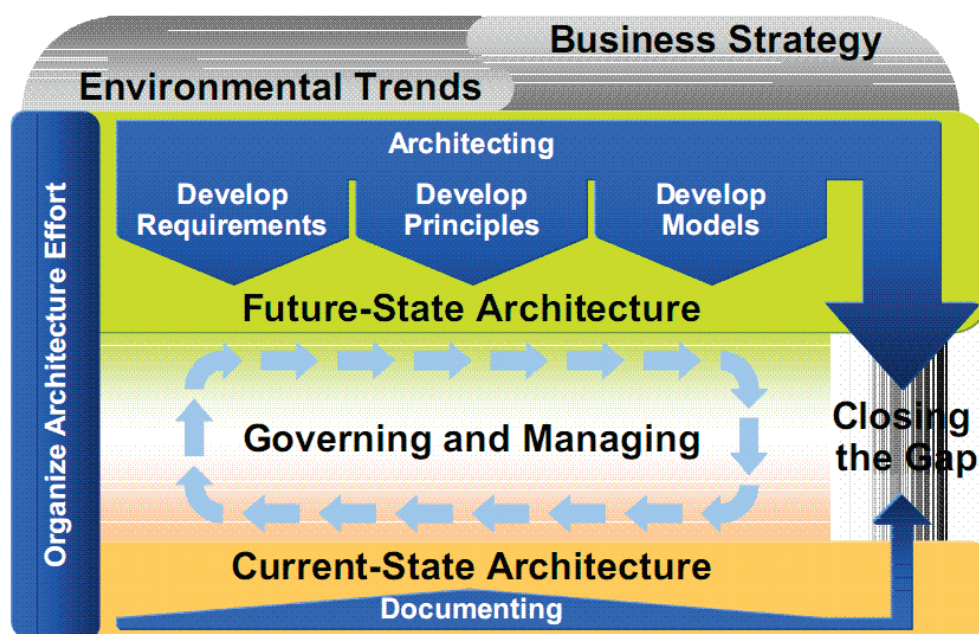 Business Strategy
Environmental Trends
Organize Architecture Effort
Architecting
Develop
Requirements
Develop
Principles
Develop
Models
Future-State Architecture
Governing and Managing
Closing
the Gap
Current-State Architecture
Documenting